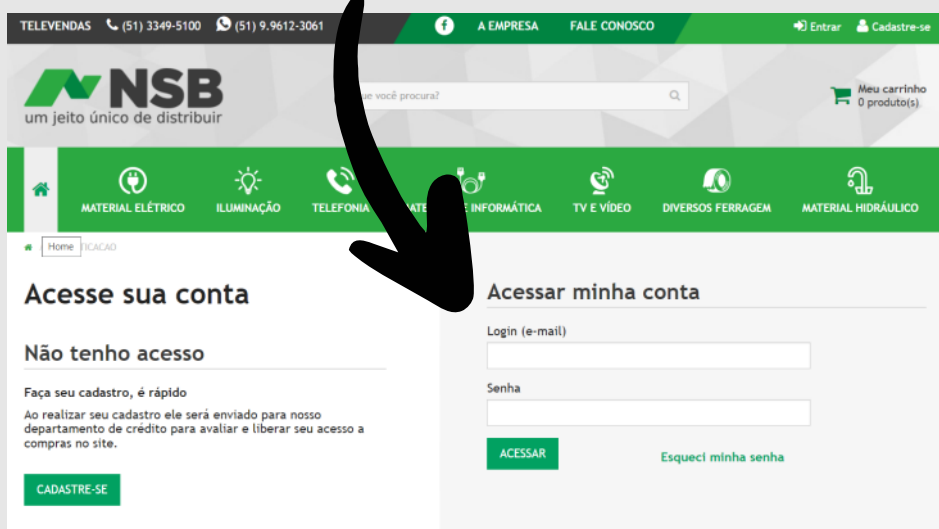 TELEVENDAS (51) 3349-5100 (51) 9.9612-3061 A EMPRESA FALE CONOSCO Entrar Cadastre-se
NSB
um jeito único de distribuir
você procura?
Meu carrinho
0 produto(s)
MATERIAL ELÉTRICO ILUMINAÇÃO TELEFONIA INFORMÁTICA TV E VÍDEO DIVERSOS FERRAGEM MATERIAL HIDRÁULICO
Home
Acesse sua conta
Não tenho acesso
Faça seu cadastro, é rápido
Ao realizar seu cadastro ele será enviado para nosso
departamento de crédito para avaliar e liberar seu acesso a
compras no site.
CADASTRE-SE
Acessar minha conta
Login (e-mail)
Senha
ACESSAR
Esqueci minha senha